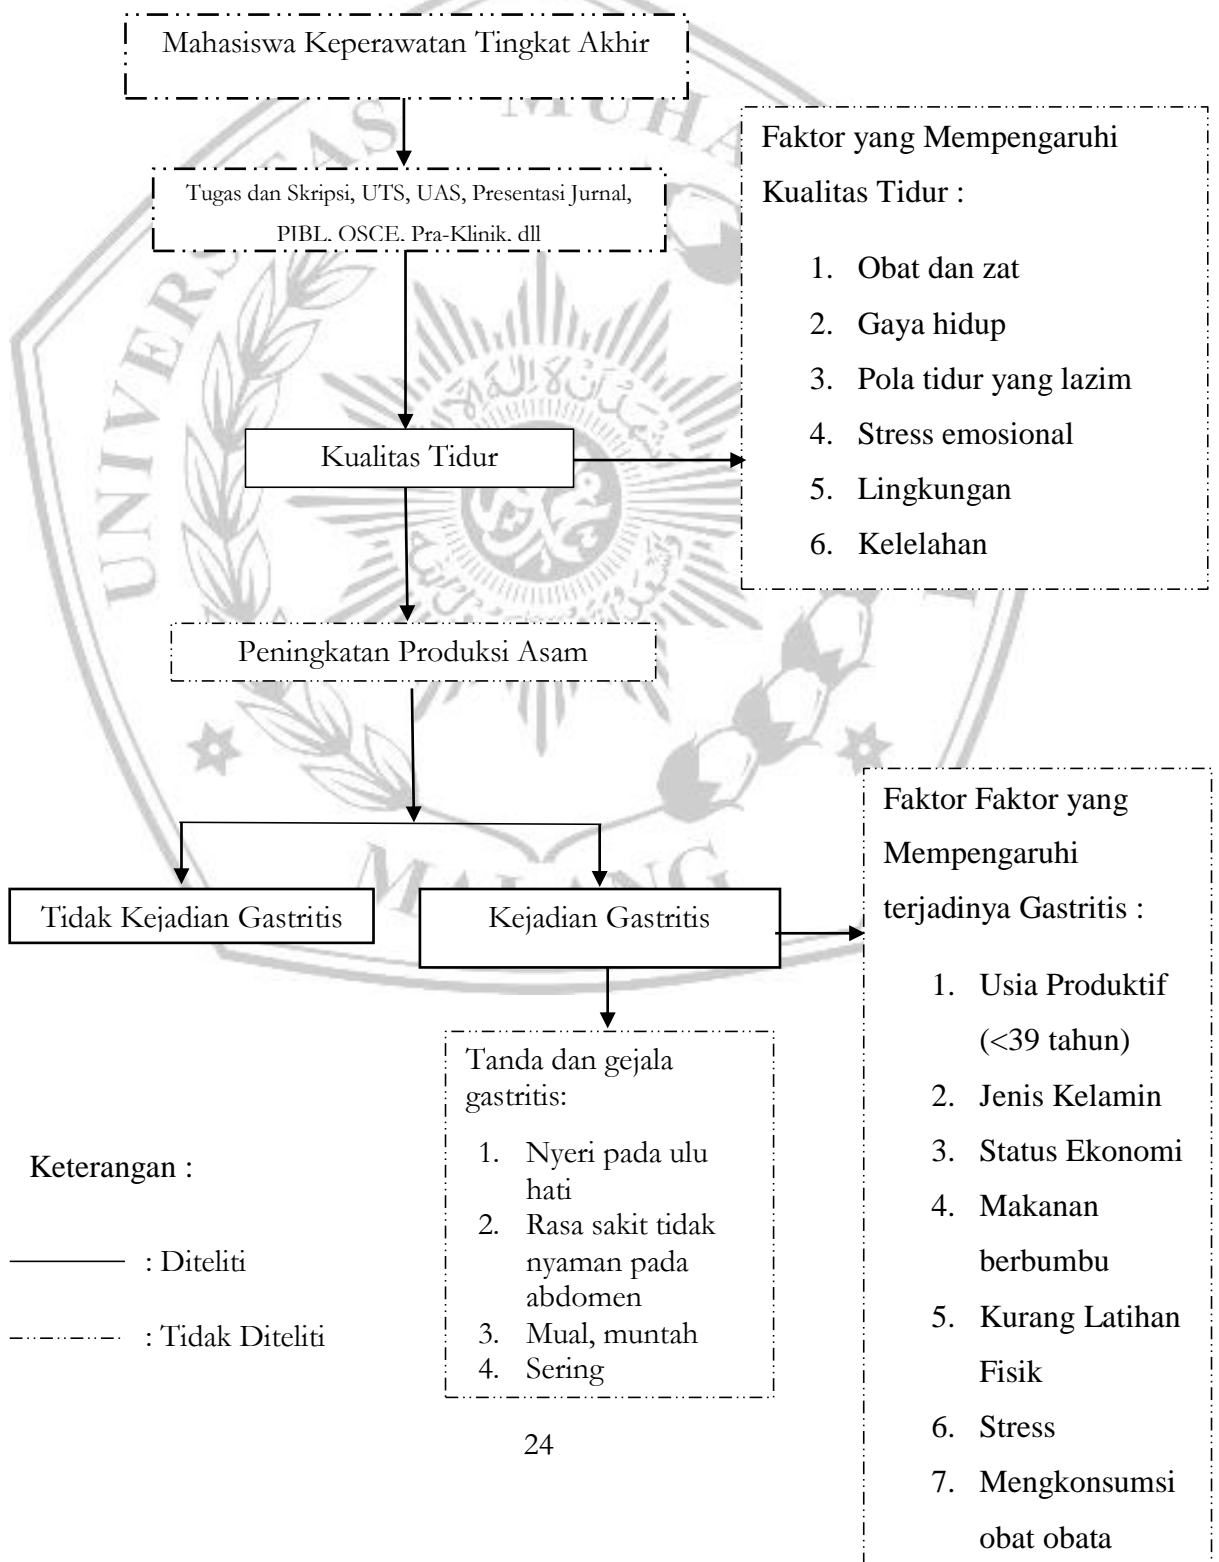 Mahasiswa Keperawatan Tingkat Akhir
Tugas dan Skripsi, UTS, UAS, Presentasi Jurnal,
PJBL, OSCE, Pra-Klinik, dll
Faktor yang Mempengaruhi
Kualitas Tidur :
1. Obat dan zat
2. Gaya hidup
3. Pola tidur yang lazim
4. Stress emosional
5. Lingkungan
6. Kelelahan
Kualitas Tidur
Peningkatan Produksi Asam
Tidak Kejadian Gastritis
Kejadian Gastritis
Faktor Faktor yang
Mempengaruhi
terjadinya Gastritis :
1. Usia Produktif
(<39 tahun)
2. Jenis Kelamin
3. Status Ekonomi
4. Makanan
berbumbu
5. Kurang Latihan
Fisik
6. Stress
7. Mengkonsumsi
obat obata
Tanda dan gejala
gastritis:
1. Nyeri pada ulu
hati
2. Rasa sakit tidak
nyaman pada
abdomen
3. Mual, muntah
4. Sering
Keterangan :
: Diteliti
: Tidak Diteliti
24
UNIVERSITAS MUHA
MALANG